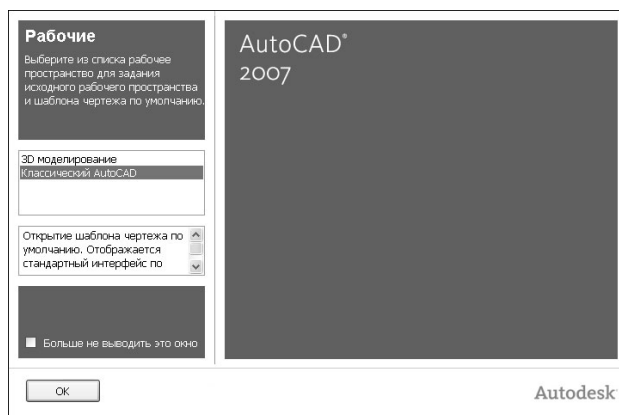 Рабочие
Выберите из списка рабочее
пространство для задания
исходного рабочего пространства
и шаблона чертежа по умолчанию.
3D моделирование
Классический AutoCAD
Открытие шаблона чертежа по
умолчанию. Отображается
стандартный интерфейс по
Больше не выводить это окно
OK
AutoCAD®
2007
Autodesk